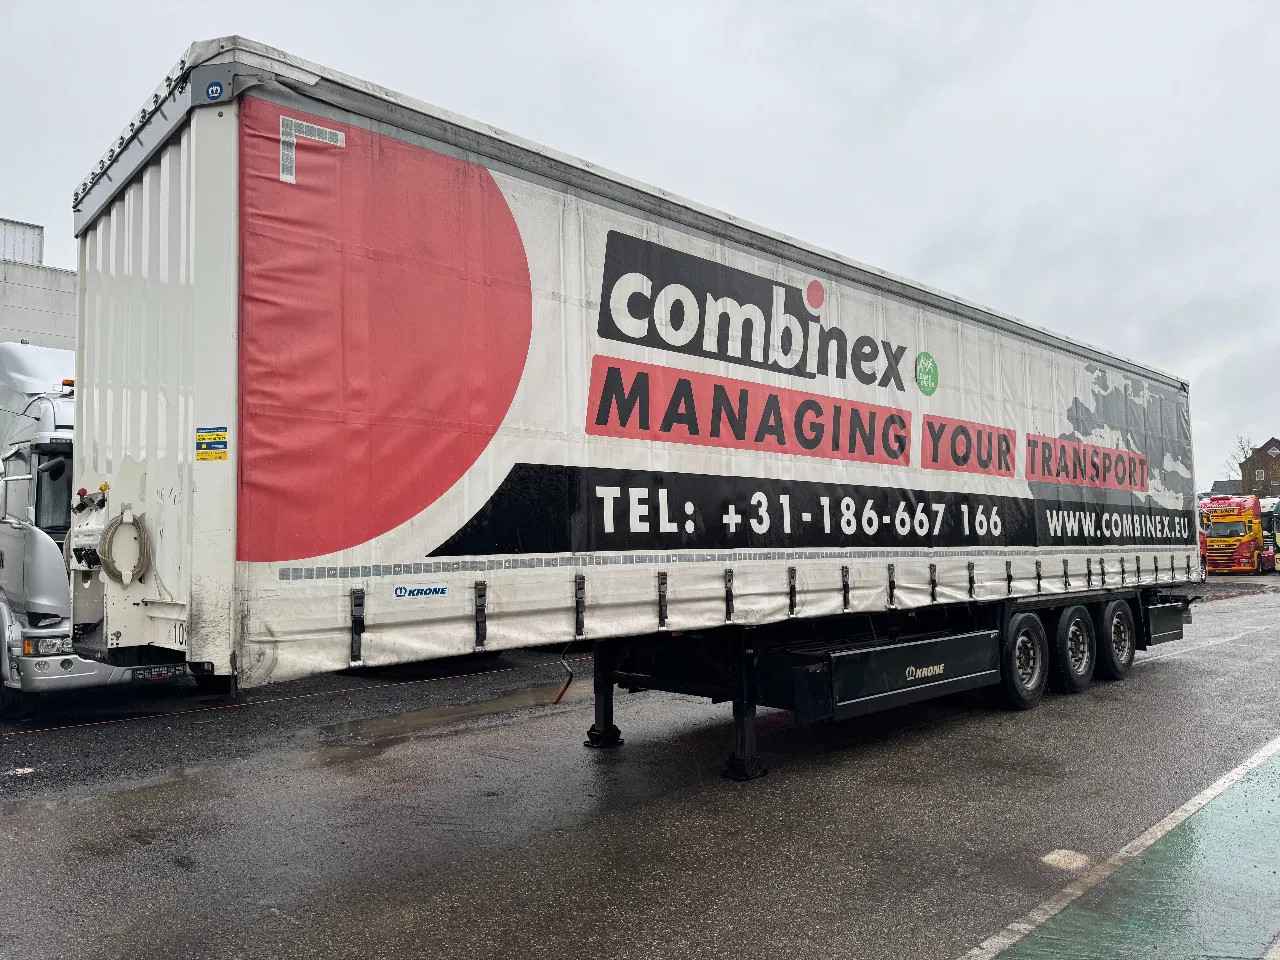 combinex
MANAGING YOUR TRANSPORT
TEL: +31-186-667 166
WWW.COMBINEX.EU
KRONE
KRONE